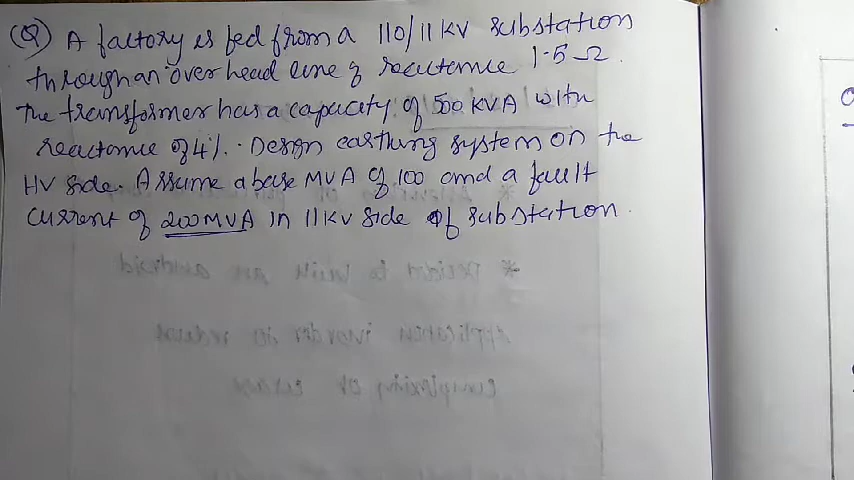 (Q) A factory is fed from a 110/11 KV substation
through an overhead line of reactance 1.5 Ω.
The transformer has a capacity of 500 KVA with
reactance of 4%. Design earthing system on the
HV side. Assume a base MVA of 100 and a fault
current of 200 MVA in 11 KV side of substation.